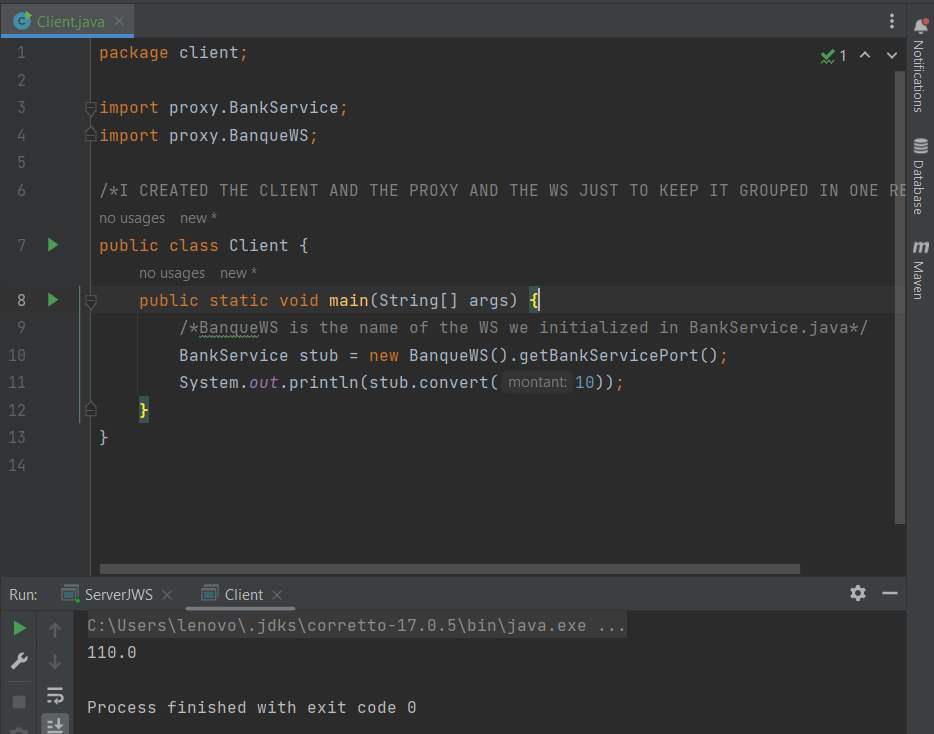 Client.java
1 package client;
1
2
3 import proxy.BankService;
4 import proxy.BanqueWS;
5
6 /*I CREATED THE CLIENT AND THE PROXY AND THE WS JUST TO KEEP IT GROUPED IN ONE RE
no usages new *
7 public class Client {
no usages new *
8 public static void main(String[] args) {
9 /*BanqueWS is the name of the WS we initialized in BankService.java*/
10 BankService stub = new BanqueWS().getBankServicePort();
11 System.out.println(stub.convert( montant: 10));
12 }
13 }
14
Notifications
Database
m Maven
Run: ServerJWS Client
C:\Users\lenovo\.jdks\corretto-17.0.5\bin\java.exe ...
110.0
Process finished with exit code 0